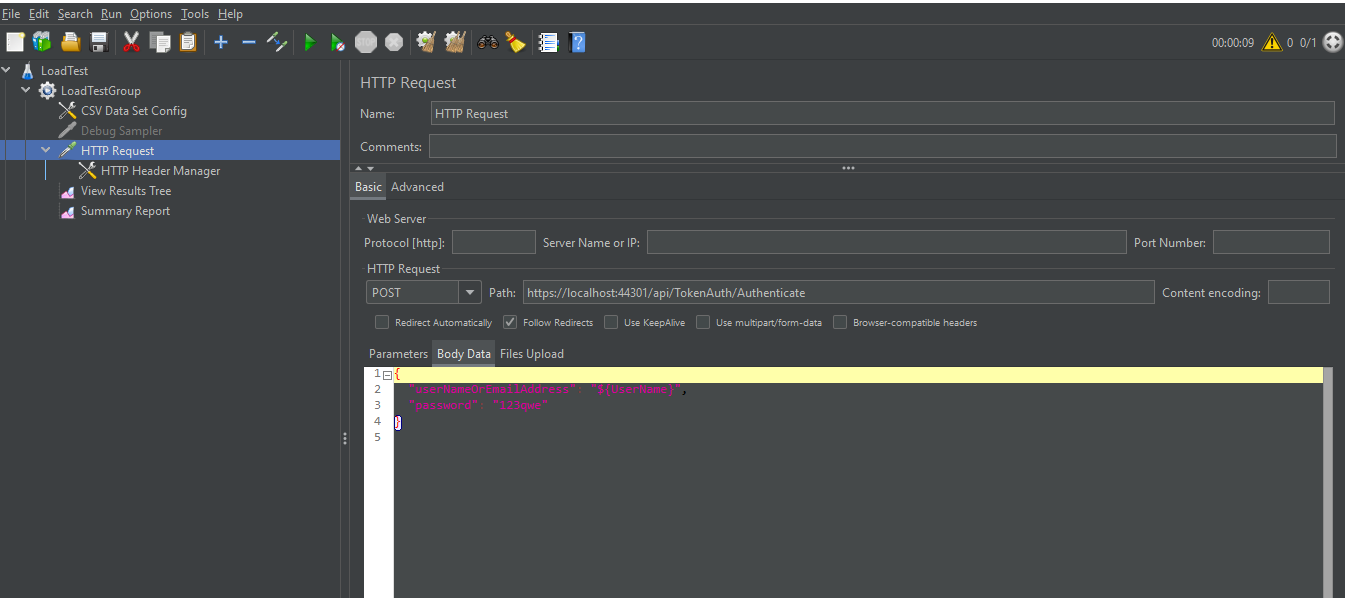 File Edit Search Run Options Tools Help
STOP
00:00:09 0 0/1
LoadTest
LoadTestGroup
CSV Data Set Config
Debug Sampler
HTTP Request
HTTP Header Manager
View Results Tree
Summary Report
HTTP Request
Name: HTTP Request
Comments:
Basic Advanced
Web Server
Protocol [http]: Server Name or IP: Port Number:
HTTP Request
POST Path: https://localhost:44301/api/TokenAuth/Authenticate Content encoding:
Redirect Automatically Follow Redirects Use KeepAlive Use multipart/form-data Browser-compatible headers
Parameters Body Data Files Upload
1 {
2 "userNameOrEmailAddress": "${UserName}",
3 "password": "123qwe"
4 }
5